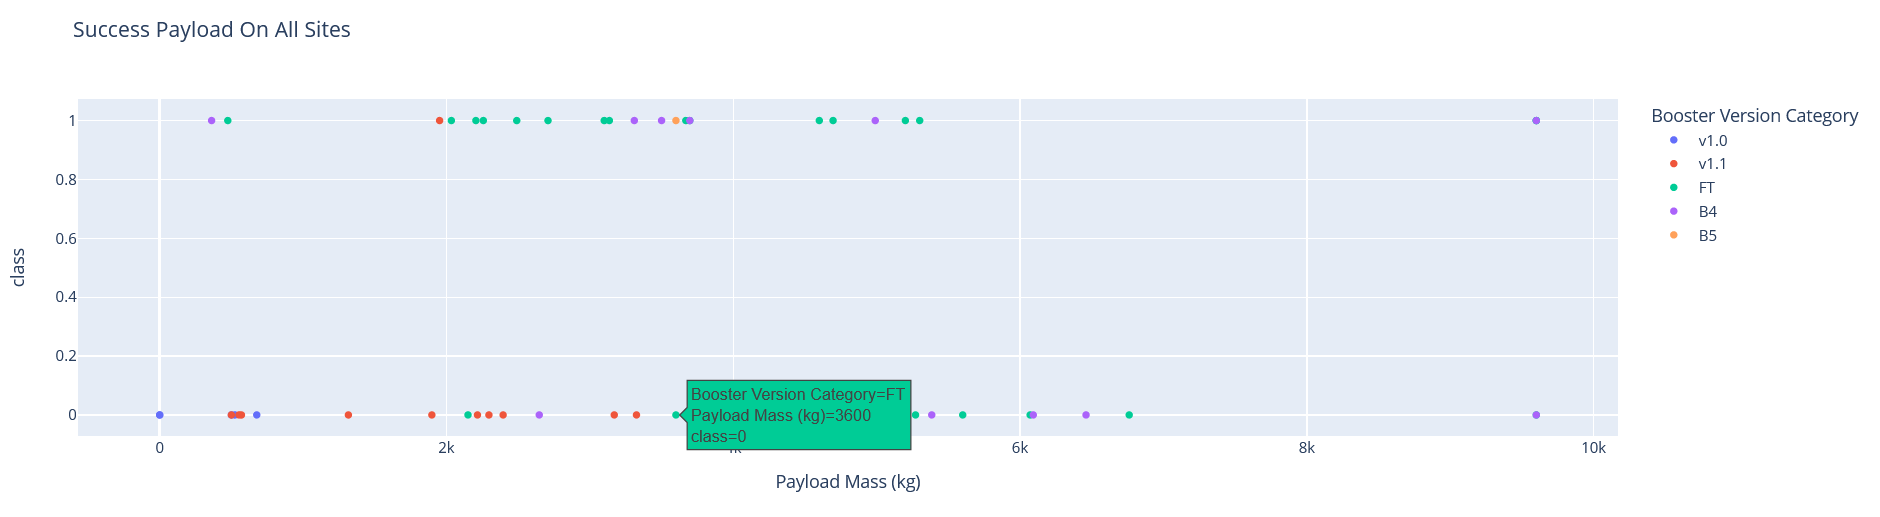 Success Payload On All Sites
Booster Version Category
v1.0
v1.1
FT
B4
B5
class
1
0.8
0.6
0.4
0.2
0
Booster Version Category=FT
Payload Mass (kg)=3600
class=0
0
2k
6k
8k
10k
Payload Mass (kg)